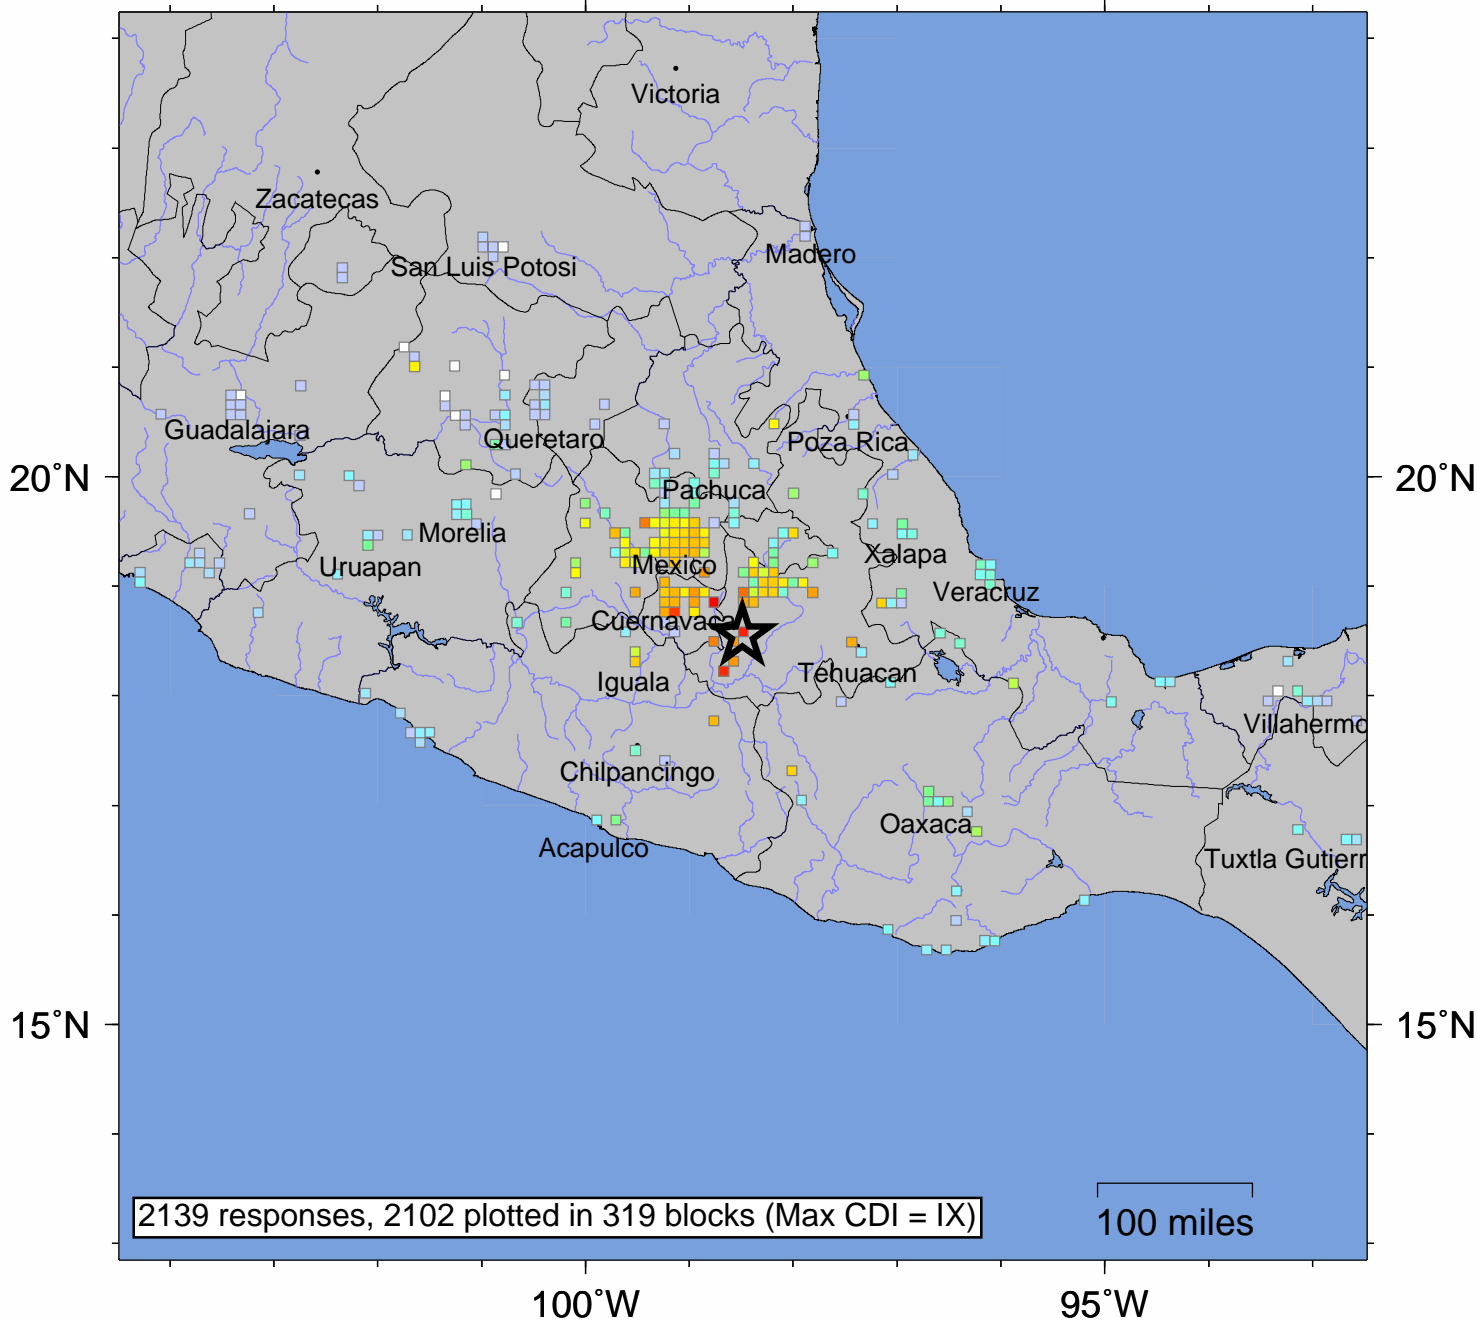 Victoria
Zacatecas
Madero
San Luis Potosi
Guadalajara
Queretaro
Poza Rica
20˚N
20˚N
Pachuca
Morelia
Xalapa
Mexico
Uruapan
Veracruz
Cuernavaca
Tehuacan
Iguala
Villahermo
Chilpancingo
Oaxaca
Acapulco
Tuxtla Gutierr
15˚N
15˚N
2139 responses, 2102 plotted in 319 blocks (Max CDI = IX)
100 miles
100˚W
95˚W